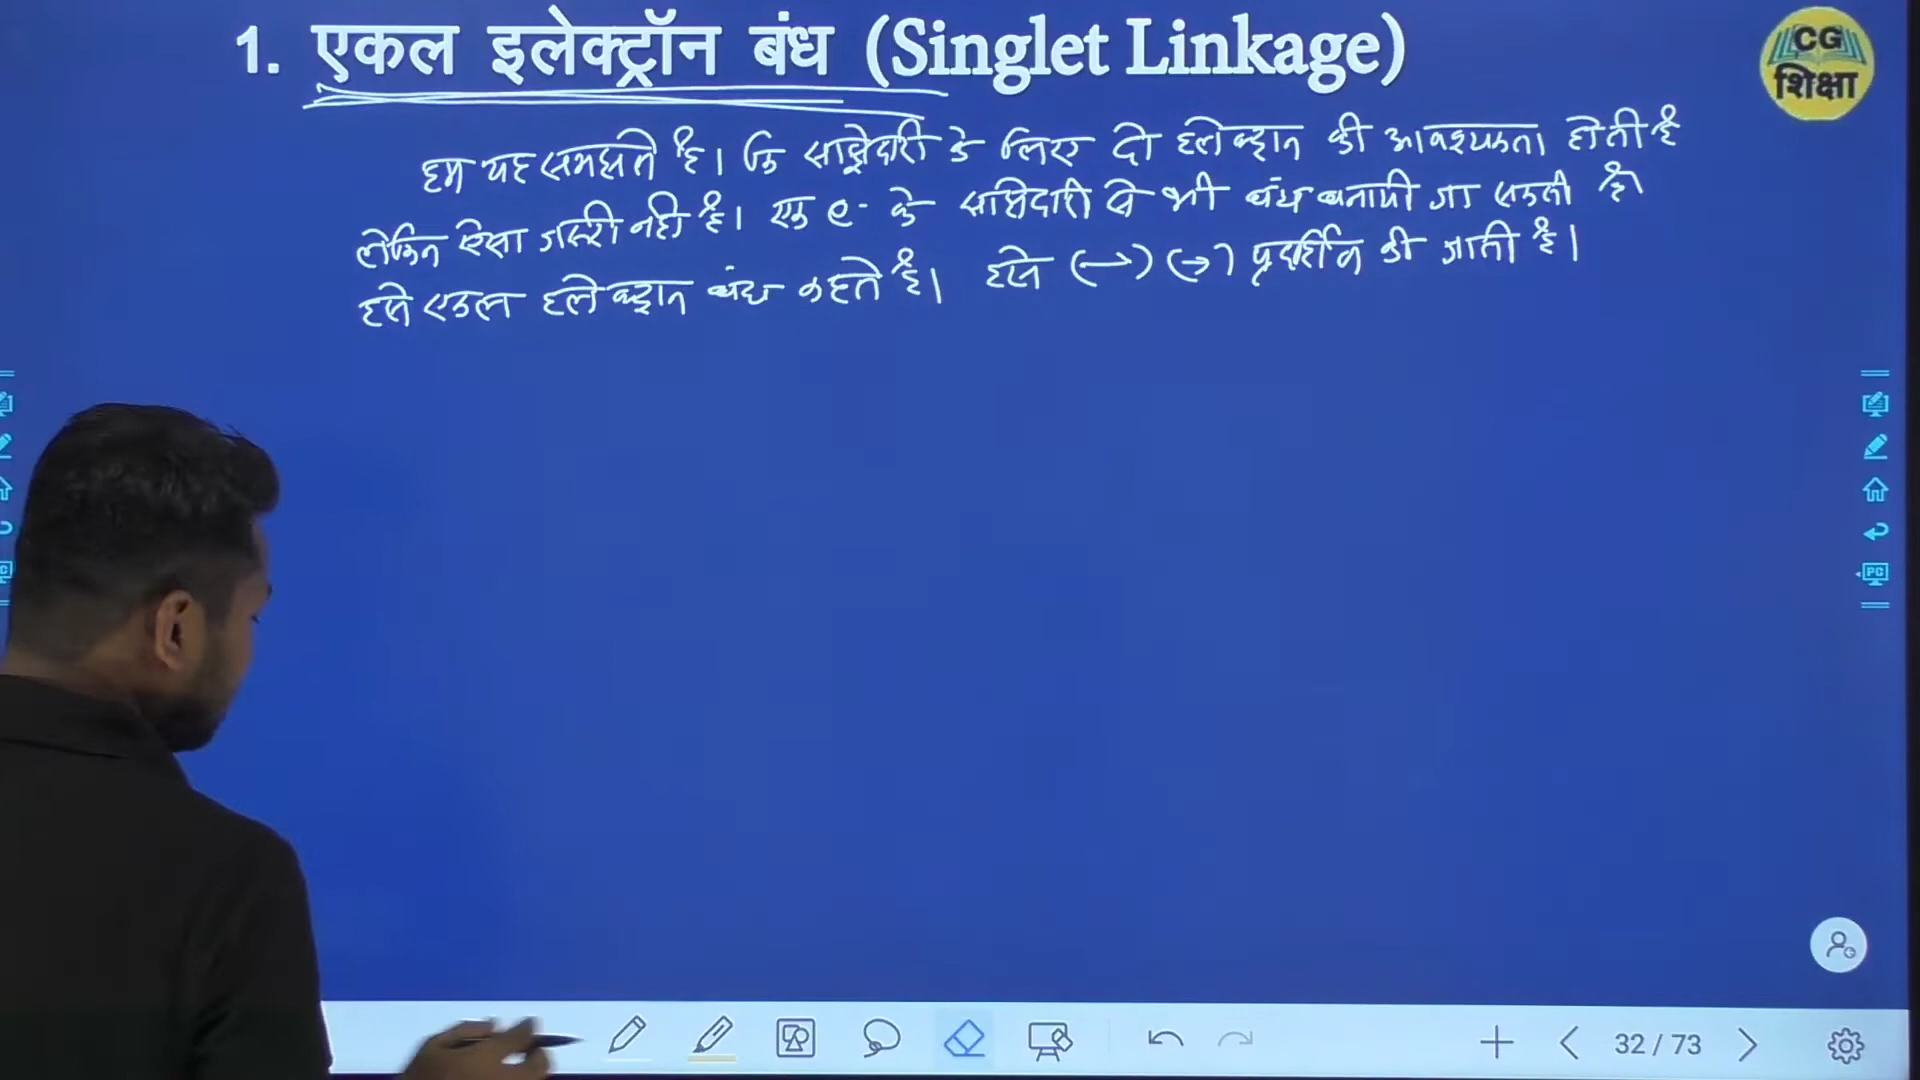 1. एकल इलेक्ट्रॉन बंध (Singlet Linkage)
CG
शिक्षा
हम यह समझते है। कि साझेदारी के लिए दो इलेक्ट्रान की आवश्यकता होती है
लेकिन ऐसा जरूरी नही है। एक e- के साझेदारी से भी बंध बनायी जा सकती है।
इसे एकल इलेक्ट्रान बंध कहते है। इसे (→) (→) प्रदर्शित की जाती है।
PC
32 / 73